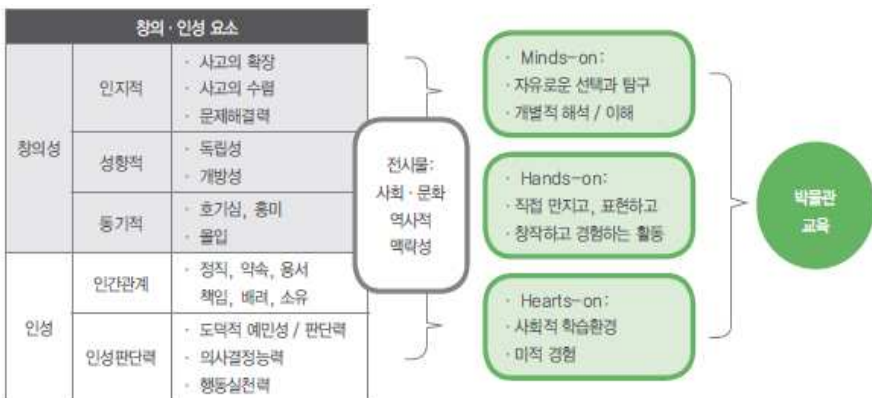 창의 · 인성 요소
창의성
인지적
· 사고의 확장
· 사고의 수렴
· 문제해결력
성향적
· 독립성
· 개방성
동기적
· 호기심, 흥미
· 몰입
인성
인간관계
· 정직, 약속, 용서
책임, 배려, 소유
인성판단력
· 도덕적 예민성 / 판단력
· 의사결정능력
· 행동실천력
전시물:
사회 · 문화
역사적
맥락성
· Minds-on:
· 자유로운 선택과 탐구
· 개별적 해석 / 이해
· Hands-on:
· 직접 만지고, 표현하고
· 창작하고 경험하는 활동
· Hearts-on:
· 사회적 학습환경
· 미적 경험
박물관
교육